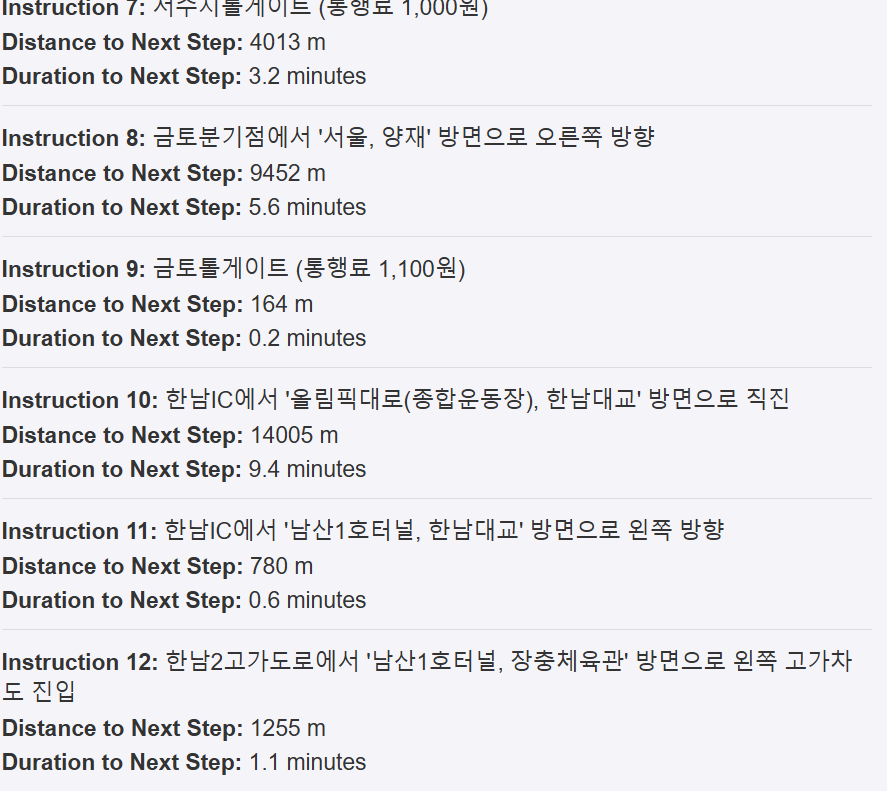 Instruction 7: 서수지톨게이트 (통행료 1,000원)
Distance to Next Step: 4013 m
Duration to Next Step: 3.2 minutes
Instruction 8: 금토분기점에서 '서울, 양재' 방면으로 오른쪽 방향
Distance to Next Step: 9452 m
Duration to Next Step: 5.6 minutes
Instruction 9: 금토톨게이트 (통행료 1,100원)
Distance to Next Step: 164 m
Duration to Next Step: 0.2 minutes
Instruction 10: 한남IC에서 '올림픽대로(종합운동장), 한남대교' 방면으로 직진
Distance to Next Step: 14005 m
Duration to Next Step: 9.4 minutes
Instruction 11: 한남IC에서 '남산1호터널, 한남대교' 방면으로 왼쪽 방향
Distance to Next Step: 780 m
Duration to Next Step: 0.6 minutes
Instruction 12: 한남2고가도로에서 '남산1호터널, 장충체육관' 방면으로 왼쪽 고가차
도 진입
Distance to Next Step: 1255 m
Duration to Next Step: 1.1 minutes